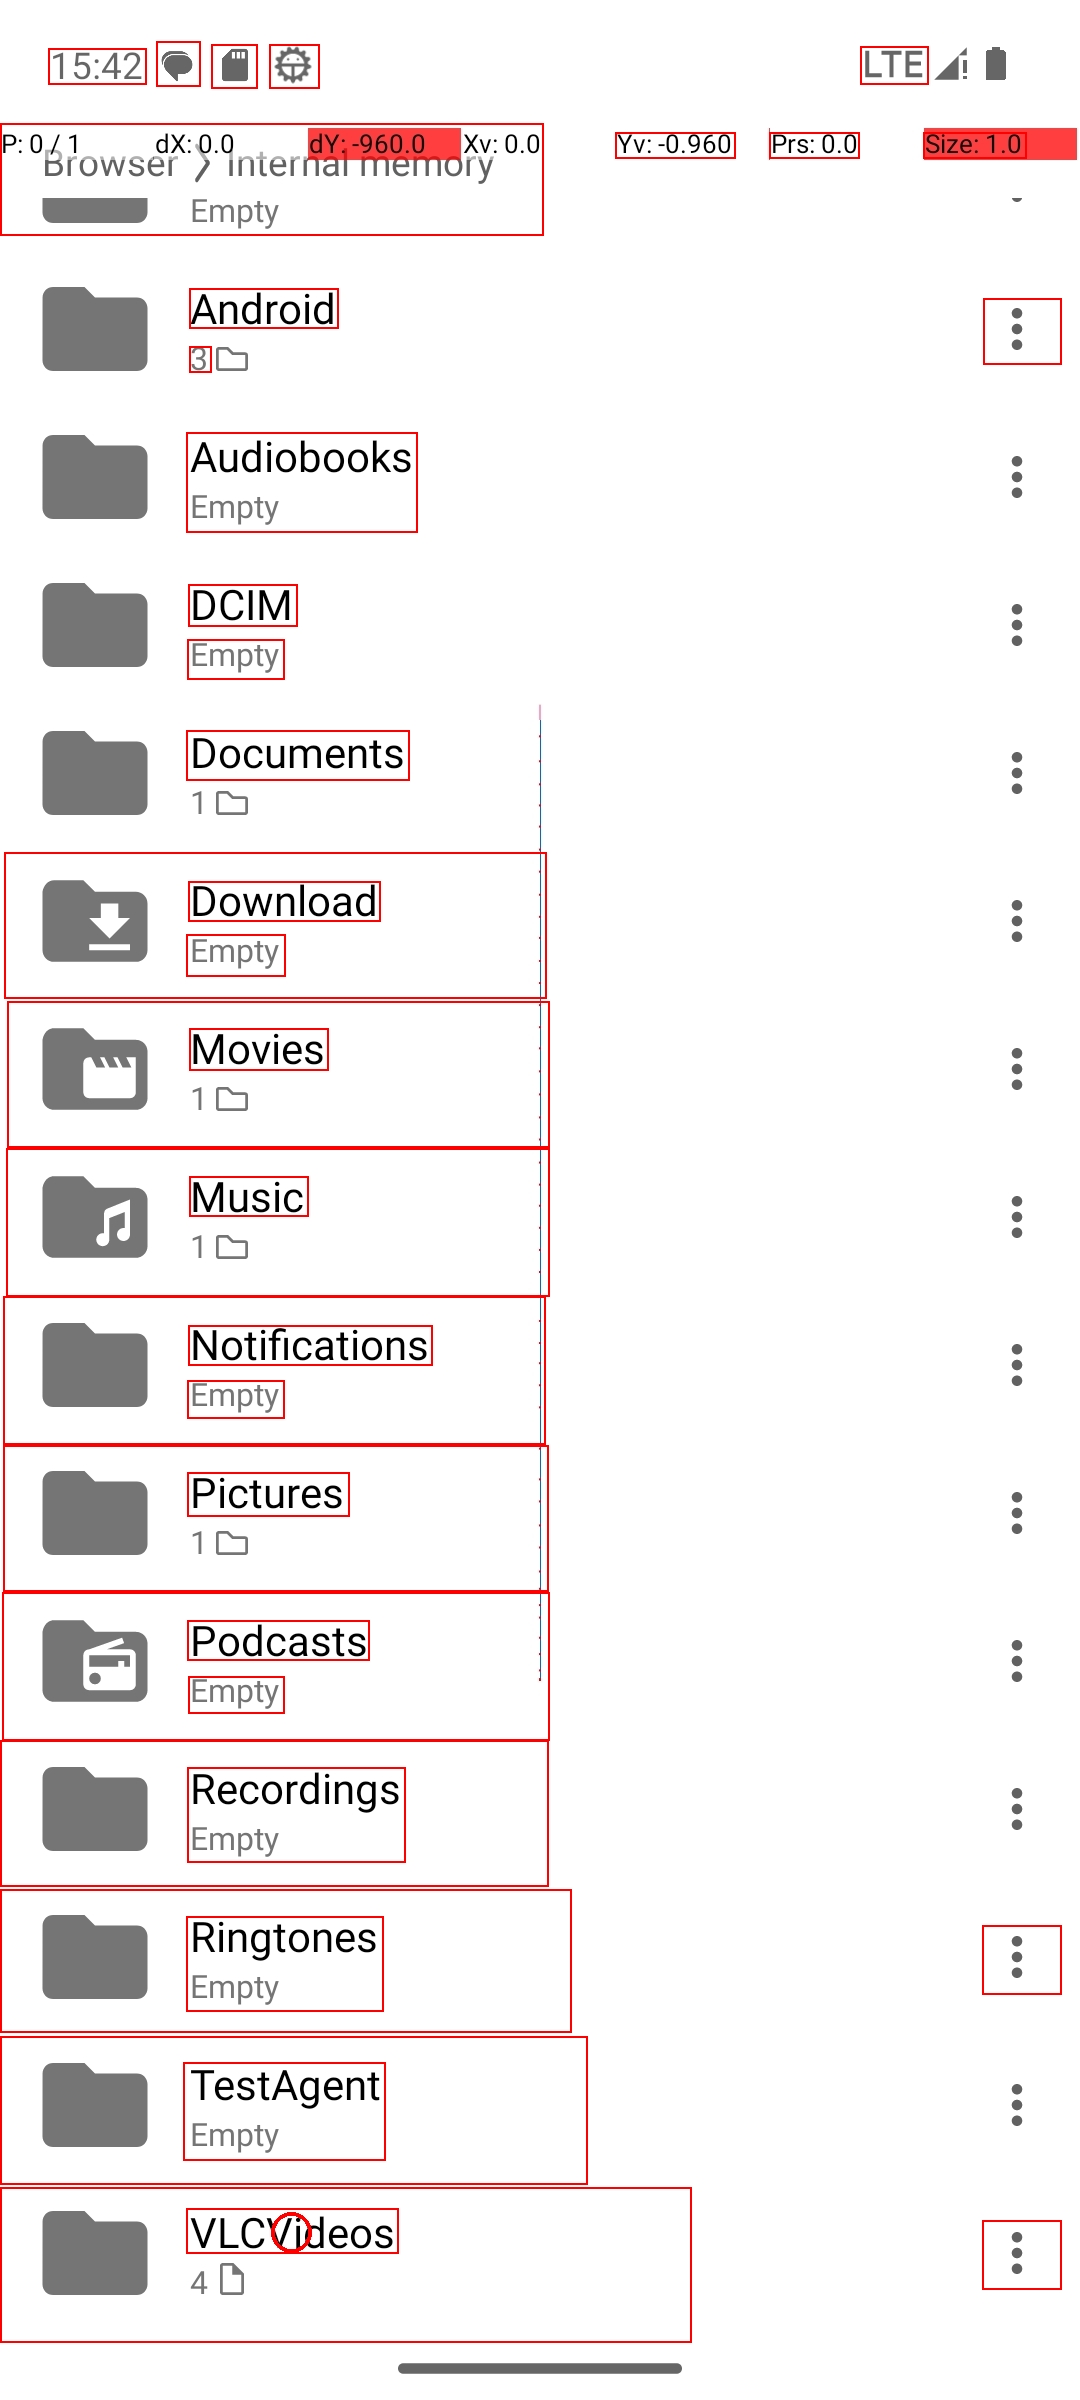 15:42 LTE
P: 0 / 1 dX: 0.0 dY: -960.0 Xv: 0.0 Yv: -0.960 Prs: 0.0 Size: 1.0
Browser Internal memory
Empty
Android
3
Audiobooks
Empty
DCIM
Empty
Documents
1
Download
Empty
Movies
1
Music
1
Notifications
Empty
Pictures
1
Podcasts
Empty
Recordings
Empty
Ringtones
Empty
TestAgent
Empty
VLCVideos
4